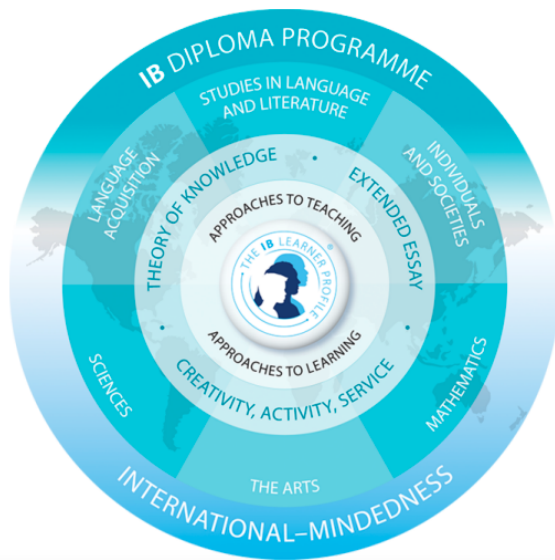 IB DIPLOMA PROGRAMME
STUDIES IN LANGUAGE
AND LITERATURE
LANGUAGE
ACQUISITION
INDIVIDUALS
AND SOCIETIES
THEORY OF KNOWLEDGE
•
EXTENDED ESSAY
APPROACHES TO TEACHING
THE IB LEARNER PROFILE
®
APPROACHES TO LEARNING
•
•
CREATIVITY, ACTIVITY, SERVICE
SCIENCES
MATHEMATICS
THE ARTS
INTERNATIONAL–MINDEDNESS